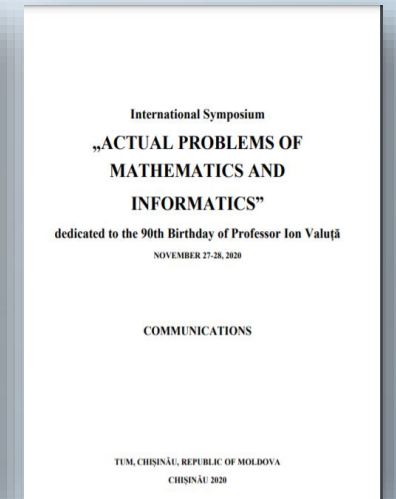 International Symposium
„ACTUAL PROBLEMS OF
MATHEMATICS AND
INFORMATICS”
dedicated to the 90th Birthday of Professor Ion Valuță
NOVEMBER 27-28, 2020
COMMUNICATIONS
TUM, CHIȘINĂU, REPUBLIC OF MOLDOVA
CHIȘINĂU 2020